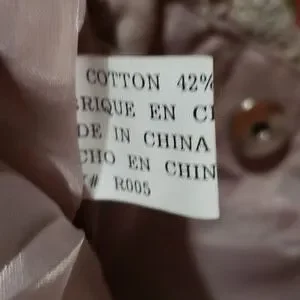 COTTON 42%
RIQUE EN C
DE IN CHINA
CHO EN CHIN
# R005